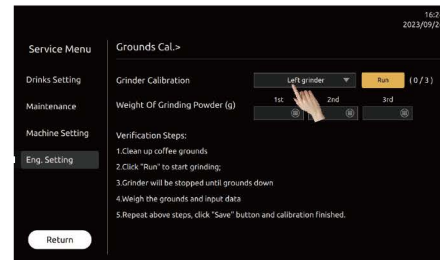 16:2
2023/09/2
Service Menu
Grounds Cal.>
Drinks Setting
Grinder Calibration
Left grinder
Run
(0/3)
Maintenance
Weight Of Grinding Powder (g)
1st
2nd
3rd
Machine Setting
Verification Steps:
1.Clean up coffee grounds
Eng. Setting
2.Click "Run" to start grinding;
3.Grinder will be stopped until grounds down
4.Weigh the grounds and input data
5.Repeat above steps, click "Save" button and calibration finished.
Return